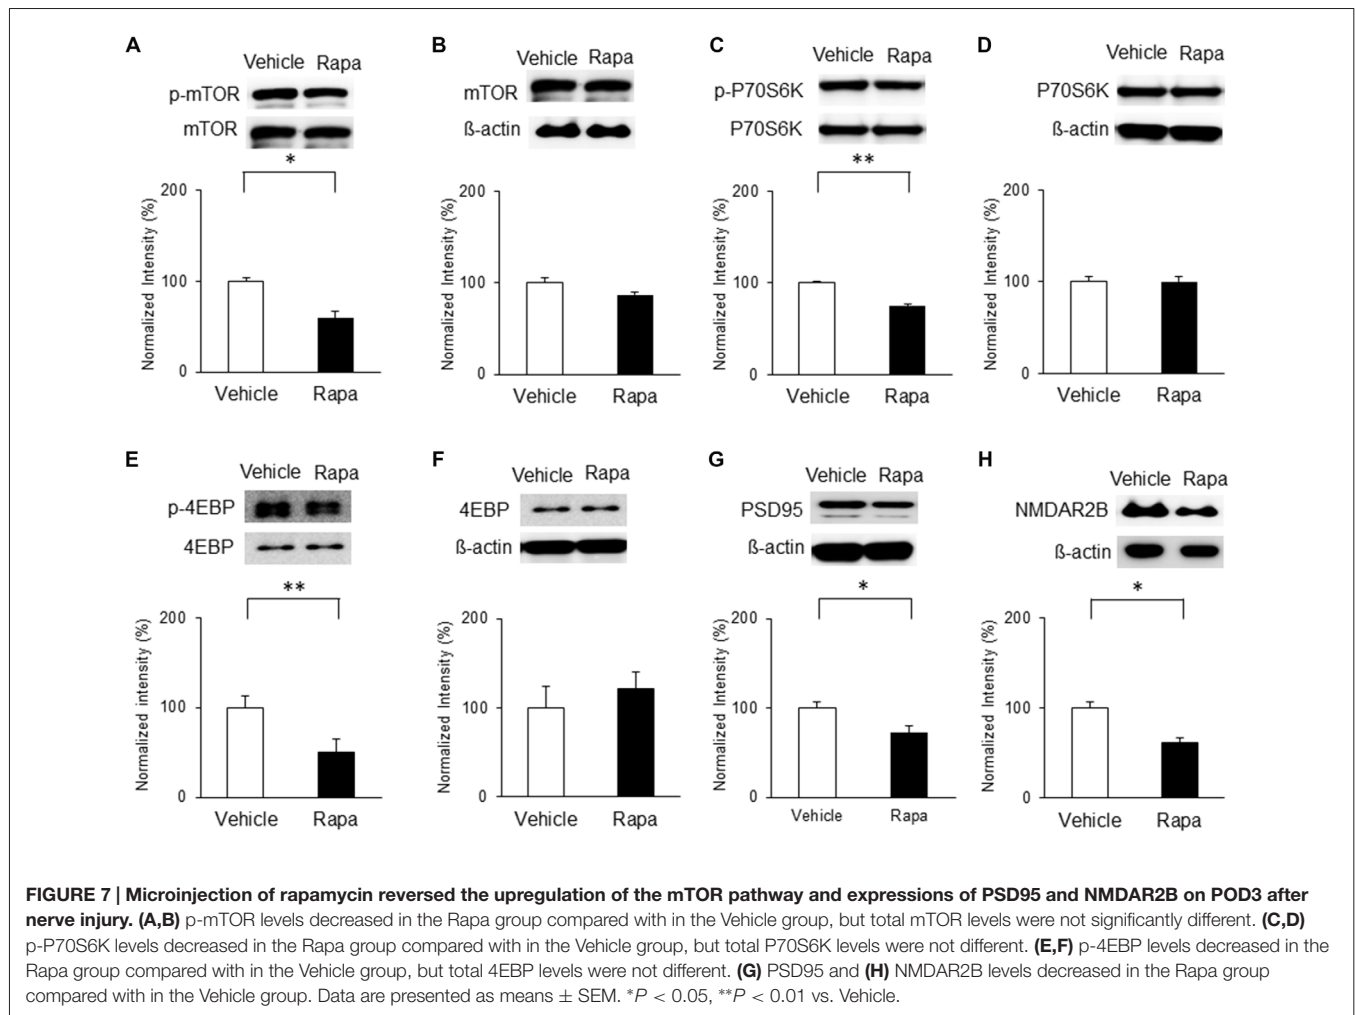 A
Vehicle Rapa
p-mTOR
mTOR
*
200
100
0
Normalized Intensity (%)
Vehicle Rapa
B
Vehicle Rapa
mTOR
ß-actin
200
100
0
Normalized Intensity (%)
Vehicle Rapa
C
Vehicle Rapa
p-P70S6K
P70S6K
**
200
100
0
Normalized Intensity (%)
Vehicle Rapa
D
Vehicle Rapa
P70S6K
ß-actin
200
100
0
Normalized Intensity (%)
Vehicle Rapa
E
Vehicle Rapa
p-4EBP
4EBP
**
200
100
0
Normalized intensity (%)
Vehicle Rapa
F
Vehicle Rapa
4EBP
ß-actin
200
100
0
Normalized Intensity (%)
Vehicle Rapa
G
Vehicle Rapa
PSD95
ß-actin
*
200
100
0
Normalized Intensity (%)
Vehicle Rapa
H
Vehicle Rapa
NMDAR2B
ß-actin
*
200
100
0
Normalized Intensity (%)
Vehicle Rapa
FIGURE 7 | Microinjection of rapamycin reversed the upregulation of the mTOR pathway and expressions of PSD95 and NMDAR2B on POD3 after
nerve injury. (A,B) p-mTOR levels decreased in the Rapa group compared with in the Vehicle group, but total mTOR levels were not significantly different. (C,D)
p-P70S6K levels decreased in the Rapa group compared with in the Vehicle group, but total P70S6K levels were not different. (E,F) p-4EBP levels decreased in the
Rapa group compared with in the Vehicle group, but total 4EBP levels were not different. (G) PSD95 and (H) NMDAR2B levels decreased in the Rapa group
compared with in the Vehicle group. Data are presented as means ± SEM. *P < 0.05, **P < 0.01 vs. Vehicle.